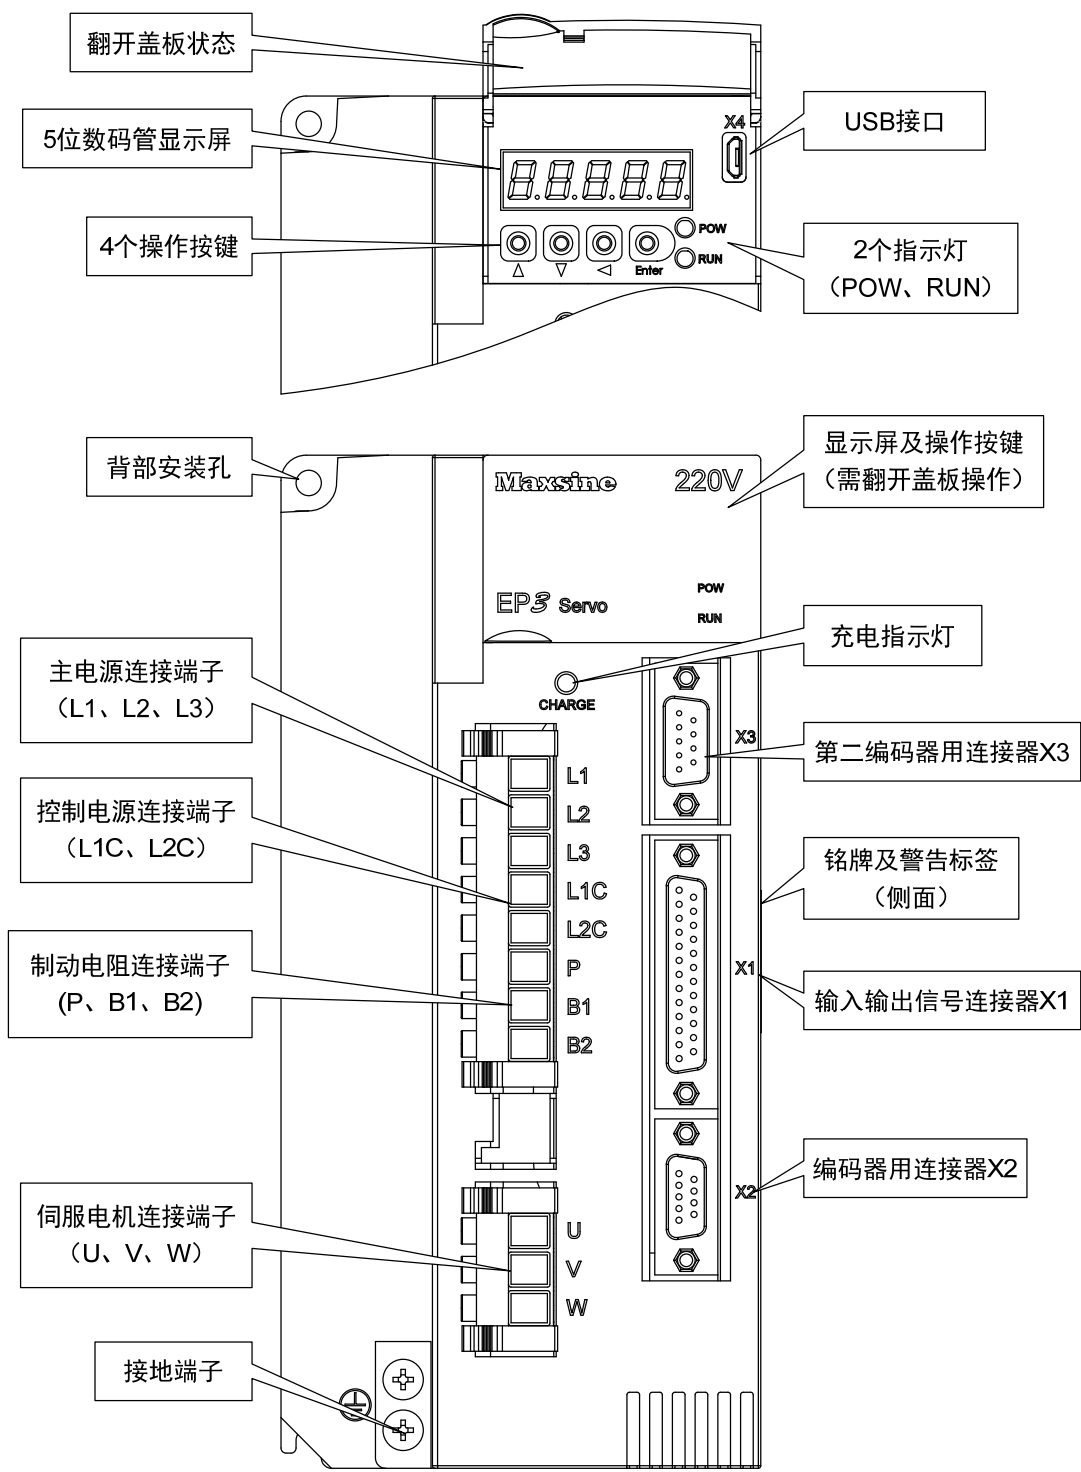 翻开盖板状态
X4
USB接口
5位数码管显示屏
8.8.8.8.8.
4个操作按键
POW
RUN
Enter
2个指示灯
（POW、RUN）
背部安装孔
Maxsine
220V
显示屏及操作按键
（需翻开盖板操作）
POW
EP3 Servo
RUN
充电指示灯
主电源连接端子
（L1、L2、L3）
CHARGE
X3
第二编码器用连接器X3
L1
L2
L3
L1C
L2C
P
B1
B2
控制电源连接端子
（L1C、L2C）
铭牌及警告标签
（侧面）
制动电阻连接端子
(P、B1、B2)
X1
输入输出信号连接器X1
X2
编码器用连接器X2
伺服电机连接端子
（U、V、W）
U
V
W
接地端子